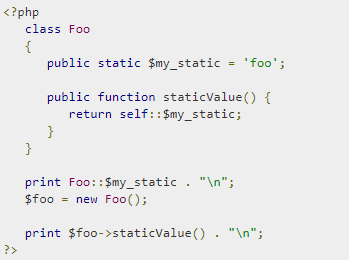 <?php
   class Foo
   {
      public static $my_static = 'foo';

      public function staticValue() {
         return self::$my_static;
      }
   }

   print Foo::$my_static . "\n";
   $foo = new Foo();

   print $foo->staticValue() . "\n";
?>